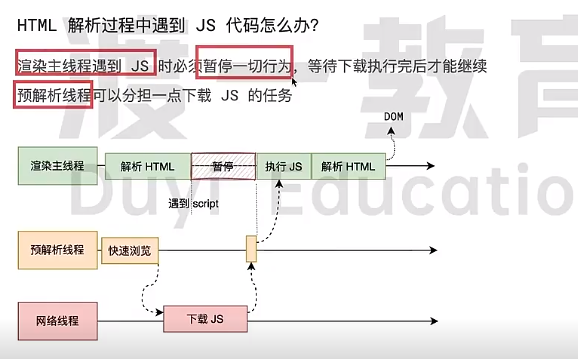 HTML 解析过程中遇到 JS 代码怎么办?
渲染主线程遇到 JS 时必须暂停一切行为，等待下载执行完后才能继续
预解析线程可以分担一点下载 JS 的任务
渡一教育
Duyi Education
DOM
渲染主线程 解析 HTML 暂停 执行 JS 解析 HTML
遇到 script
预解析线程 快速浏览
网络线程 下载 JS